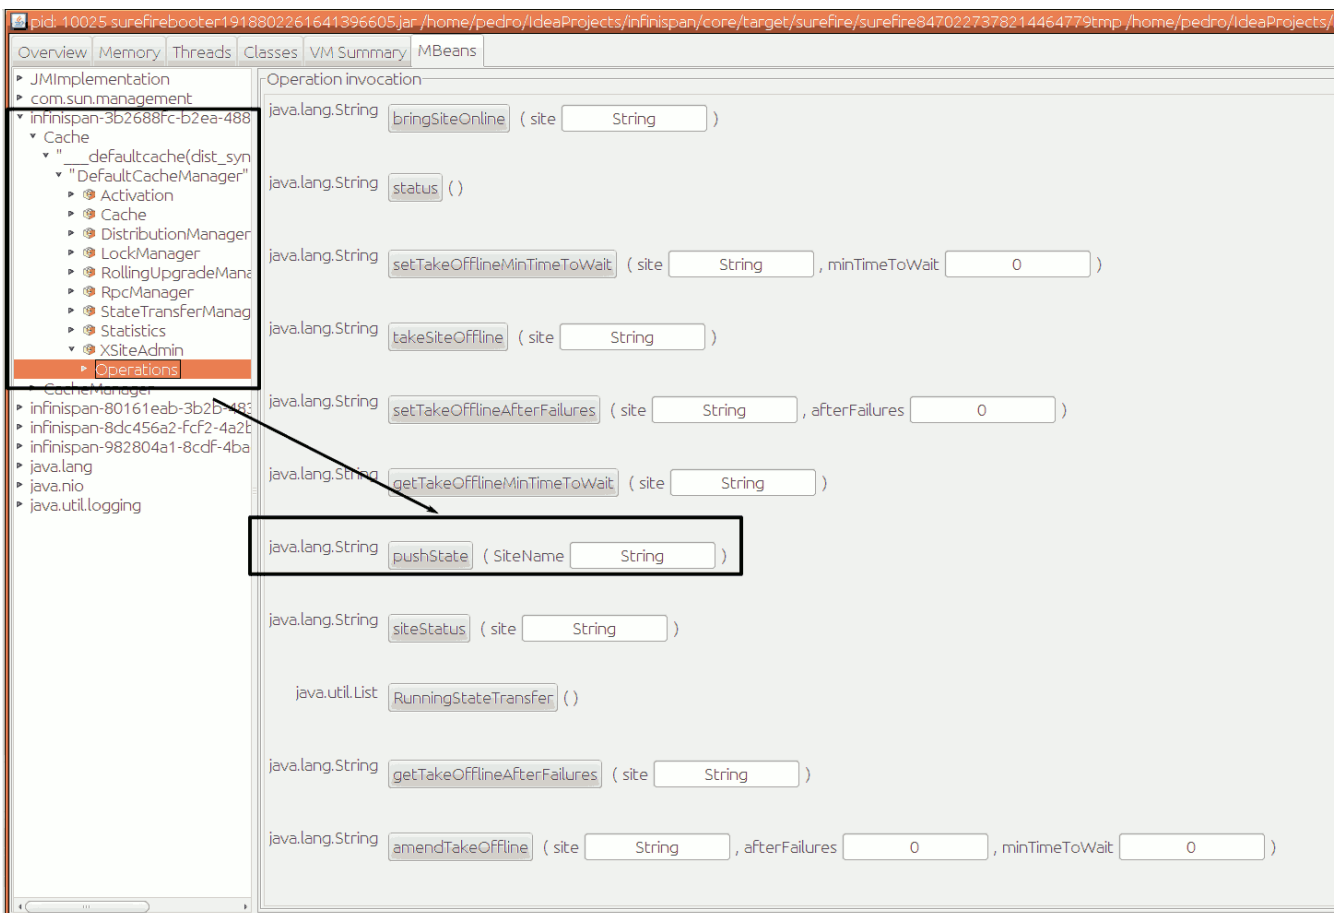 pid: 10025 surefirebooter1918802261641396605.jar /home/pedro/IdeaProjects/infinispan/core/target/surefire/surefire8470227378214464779tmp /home/pedro/IdeaProjects/
Overview Memory Threads Classes VM Summary MBeans
JMImplementation
com.sun.management
infinispan-3b2688fc-b2ea-488
Cache
"___defaultcache(dist_syn
"DefaultCacheManager"
Activation
Cache
DistributionManager
LockManager
RollingUpgradeMana
RpcManager
StateTransferManag
Statistics
XSiteAdmin
Operations
CacheManager
infinispan-80161eab-3b2b-483
infinispan-8dc456a2-fcf2-4a2b
infinispan-982804a1-8cdf-4ba
java.lang
java.nio
java.util.logging
Operation invocation
java.lang.String bringSiteOnline ( site String )
java.lang.String status ( )
java.lang.String setTakeOfflineMinTimeToWait ( site String , minTimeToWait 0 )
java.lang.String takeSiteOffline ( site String )
java.lang.String setTakeOfflineAfterFailures ( site String , afterFailures 0 )
java.lang.String getTakeOfflineMinTimeToWait ( site String )
java.lang.String pushState ( SiteName String )
java.lang.String siteStatus ( site String )
java.util.List RunningStateTransfer ( )
java.lang.String getTakeOfflineAfterFailures ( site String )
java.lang.String amendTakeOffline ( site String , afterFailures 0 , minTimeToWait 0 )